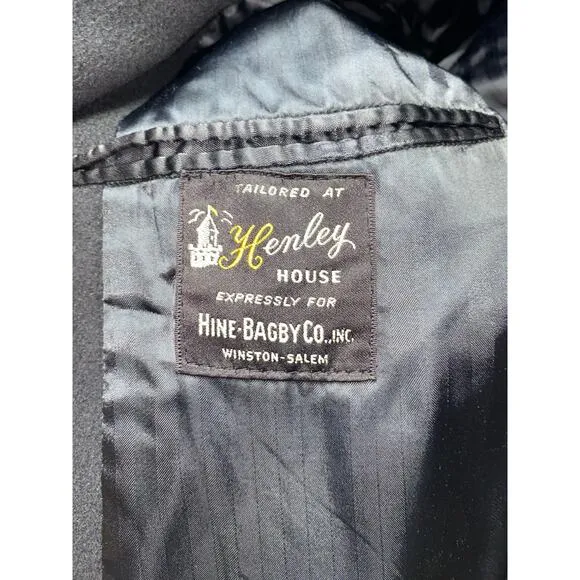 TAILORED AT
Henley
HOUSE
EXPRESSLY FOR
HINE-BAGBY CO., INC.
WINSTON-SALEM